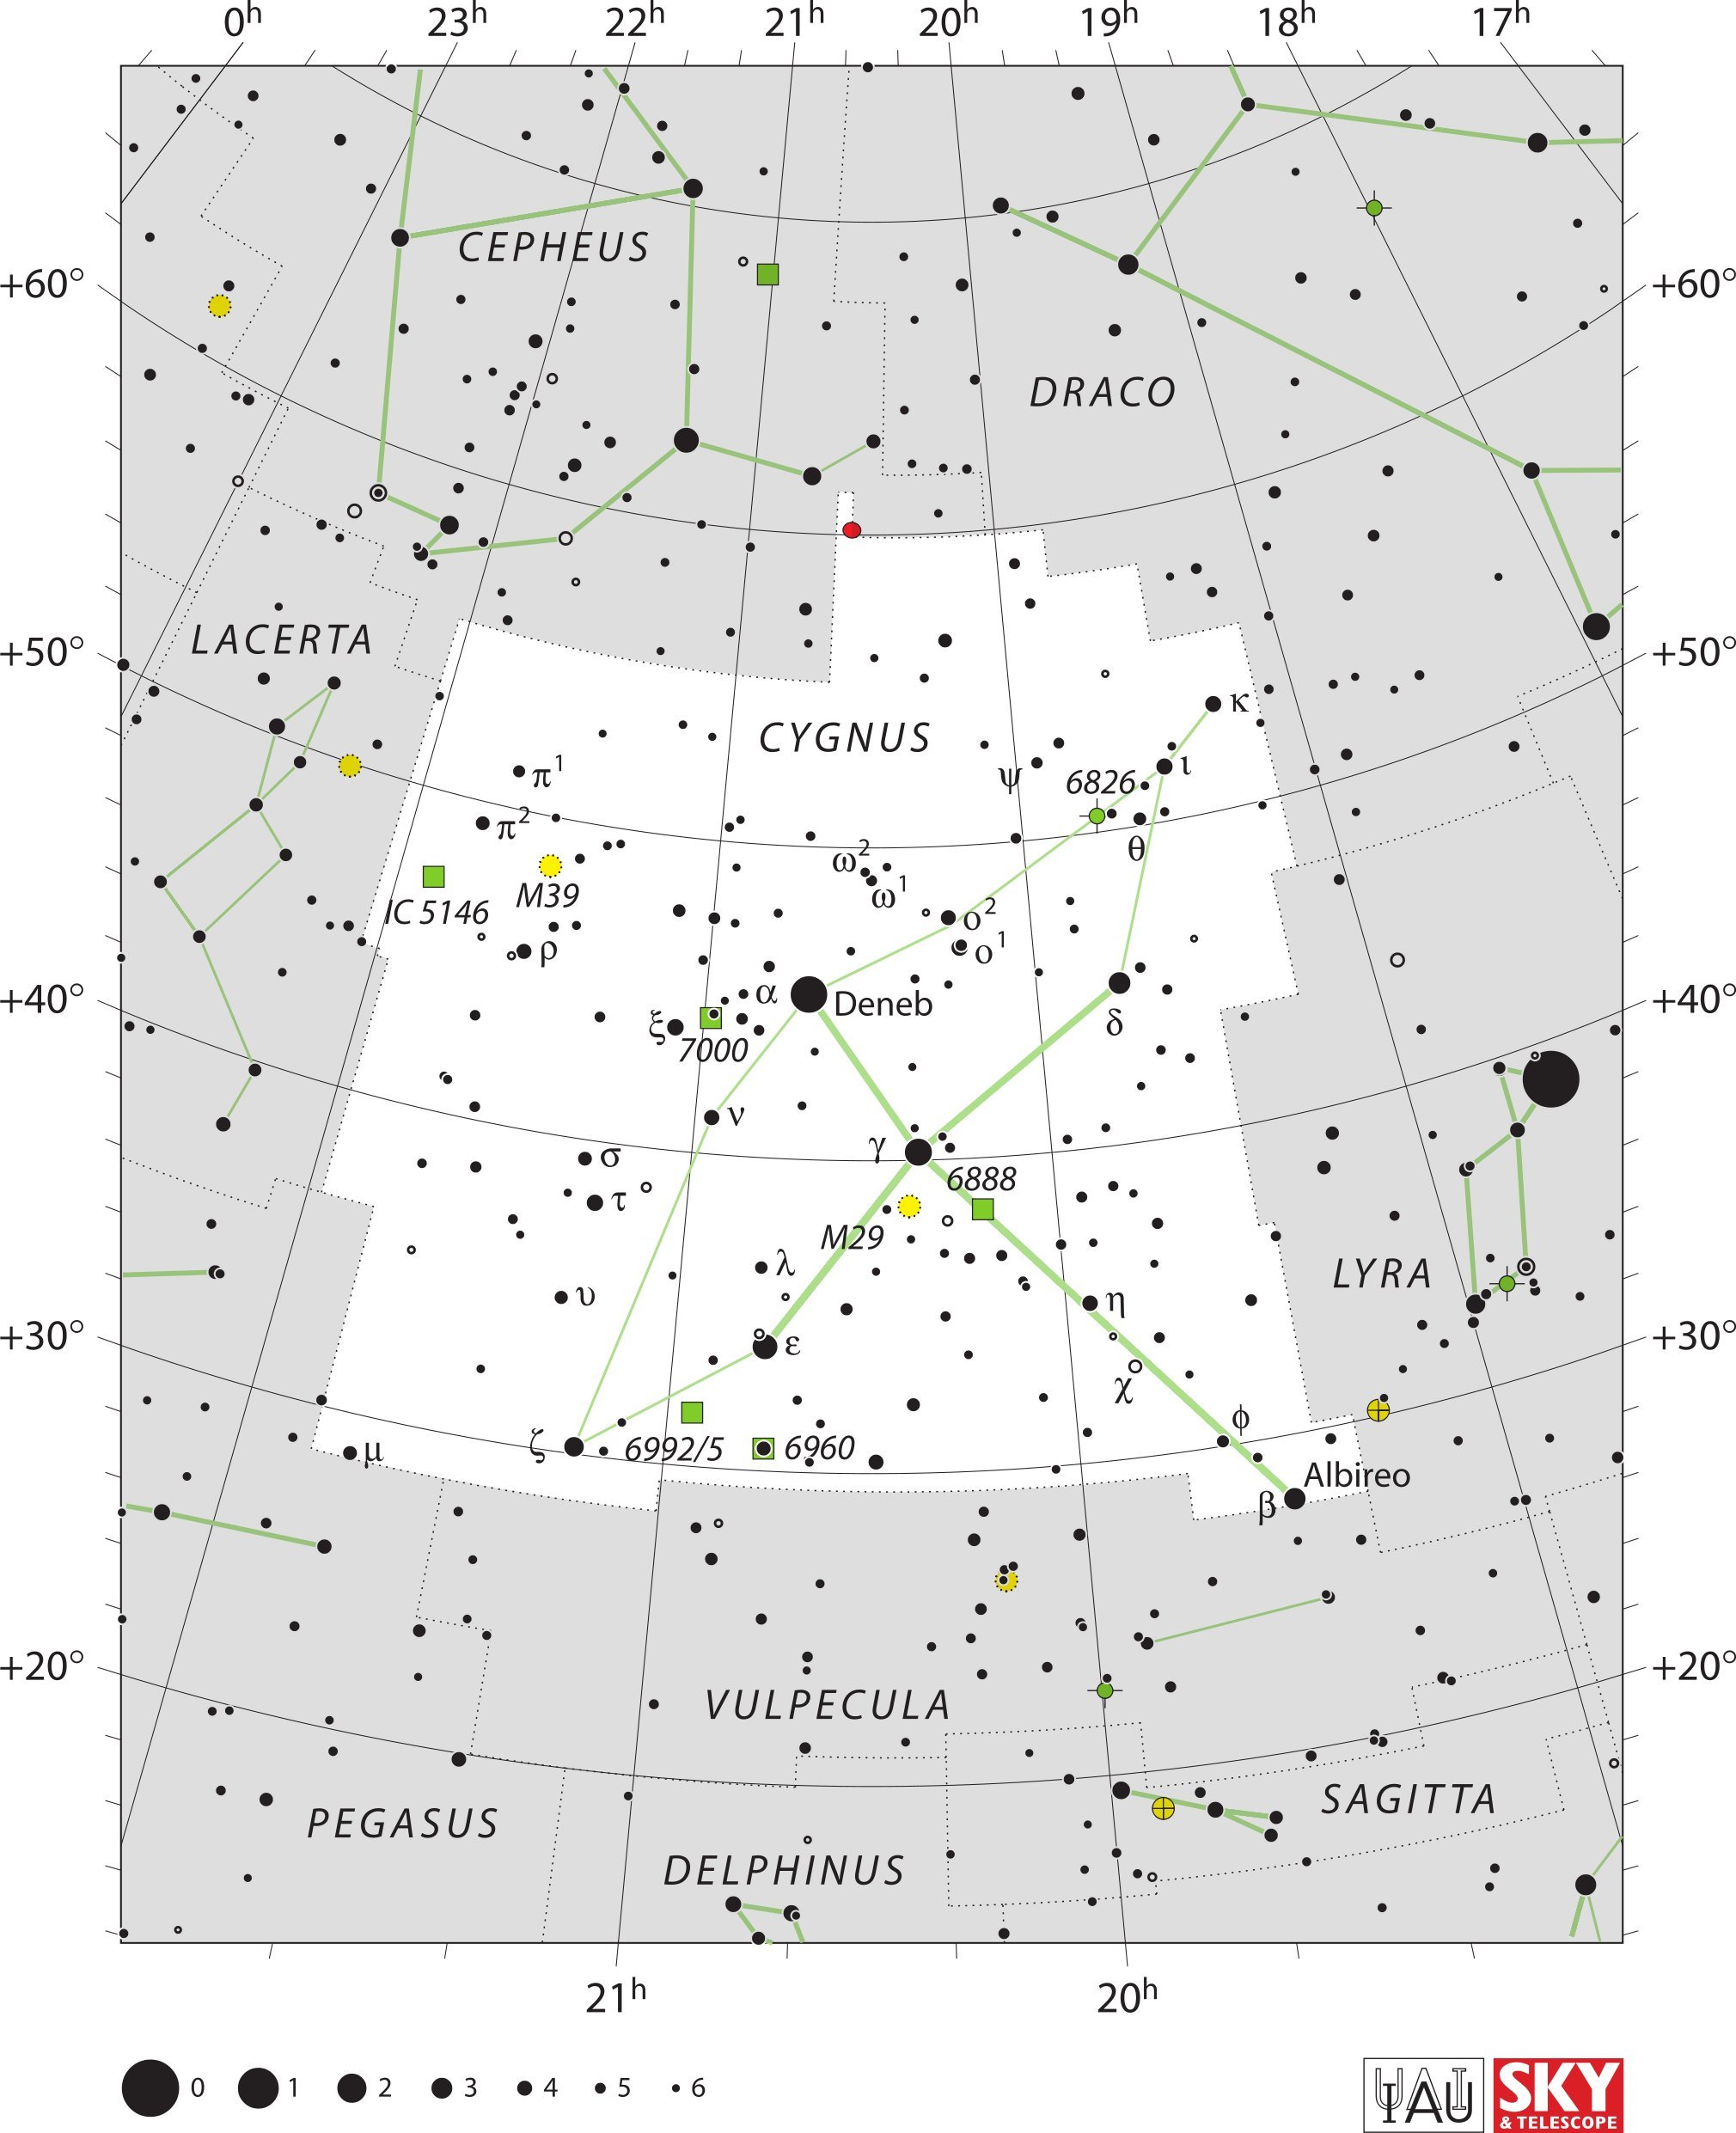 0h 23h 22h 21h 20h 19h 18h 17h
CEPHEUS
+60° +60°
DRACO
LACERTA
+50° +50°
κ
CYGNUS
π1 ψ 6826 ι
π2
θ
ω2
M39 ω1
IC 5146 ο2
ρ ο1
α Deneb
+40° +40°
ξ δ
7000
ν
γ
σ 6888
τ
M29
λ LYRA
υ η
+30° +30°
ε
χ
φ
ζ 6992/5 6960
μ Albireo
β
+20° +20°
VULPECULA
SAGITTA
PEGASUS
DELPHINUS
21h 20h
0 1 2 3 4 5 6
IAU SKY
& TELESCOPE